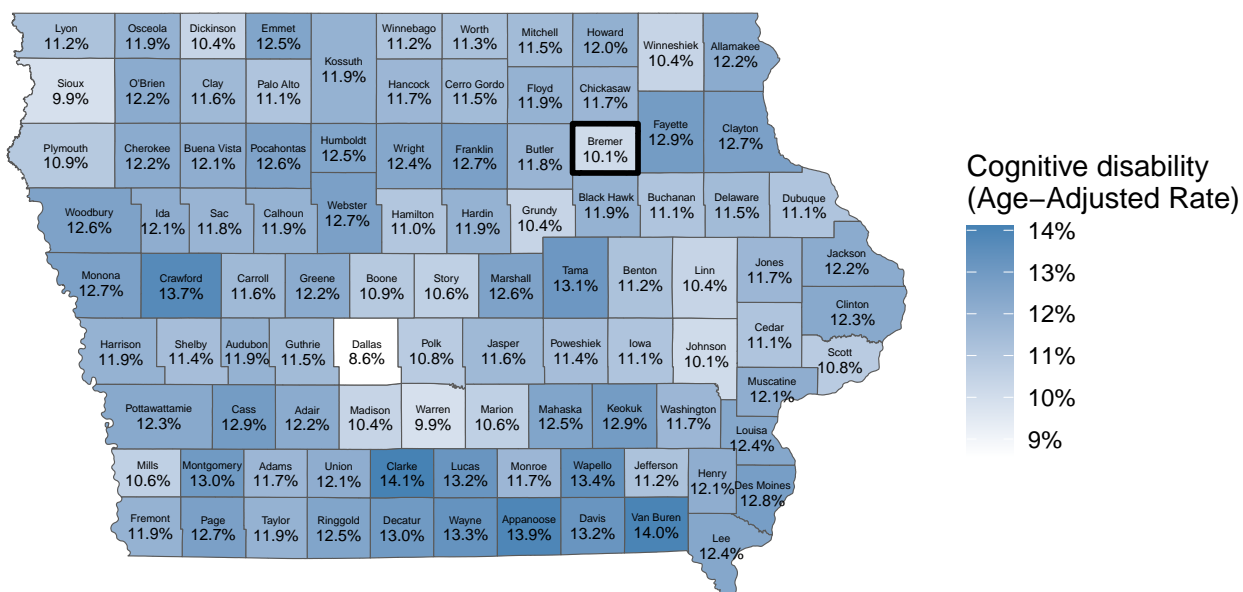 Lyon
11.2%
Osceola
11.9%
Dickinson
10.4%
Emmet
12.5%
Kossuth
11.9%
Winnebago
11.2%
Worth
11.3%
Mitchell
11.5%
Howard
12.0%
Winneshiek
10.4%
Allamakee
12.2%
Sioux
9.9%
O'Brien
12.2%
Clay
11.6%
Palo Alto
11.1%
Hancock
11.7%
Cerro Gordo
11.5%
Floyd
11.9%
Chickasaw
11.7%
Plymouth
10.9%
Cherokee
12.2%
Buena Vista
12.1%
Pocahontas
12.6%
Humboldt
12.5%
Wright
12.4%
Franklin
12.7%
Butler
11.8%
Bremer
10.1%
Fayette
12.9%
Clayton
12.7%
Woodbury
12.6%
Ida
12.1%
Sac
11.8%
Calhoun
11.9%
Webster
12.7%
Hamilton
11.0%
Hardin
11.9%
Grundy
10.4%
Black Hawk
11.9%
Buchanan
11.1%
Delaware
11.5%
Dubuque
11.1%
Monona
12.7%
Crawford
13.7%
Carroll
11.6%
Greene
12.2%
Boone
10.9%
Story
10.6%
Marshall
12.6%
Tama
13.1%
Benton
11.2%
Linn
10.4%
Jones
11.7%
Jackson
12.2%
Clinton
12.3%
Harrison
11.9%
Shelby
11.4%
Audubon
11.9%
Guthrie
11.5%
Dallas
8.6%
Polk
10.8%
Jasper
11.6%
Poweshiek
11.4%
Iowa
11.1%
Johnson
10.1%
Cedar
11.1%
Scott
10.8%
Muscatine
12.1%
Pottawattamie
12.3%
Cass
12.9%
Adair
12.2%
Madison
10.4%
Warren
9.9%
Marion
10.6%
Mahaska
12.5%
Keokuk
12.9%
Washington
11.7%
Louisa
12.4%
Mills
10.6%
Montgomery
13.0%
Adams
11.7%
Union
12.1%
Clarke
14.1%
Lucas
13.2%
Monroe
11.7%
Wapello
13.4%
Jefferson
11.2%
Henry
12.1%
Des Moines
12.8%
Fremont
11.9%
Page
12.7%
Taylor
11.9%
Ringgold
12.5%
Decatur
13.0%
Wayne
13.3%
Appanoose
13.9%
Davis
13.2%
Van Buren
14.0%
Lee
12.4%
Cognitive disability
(Age−Adjusted Rate)
14%
13%
12%
11%
10%
9%